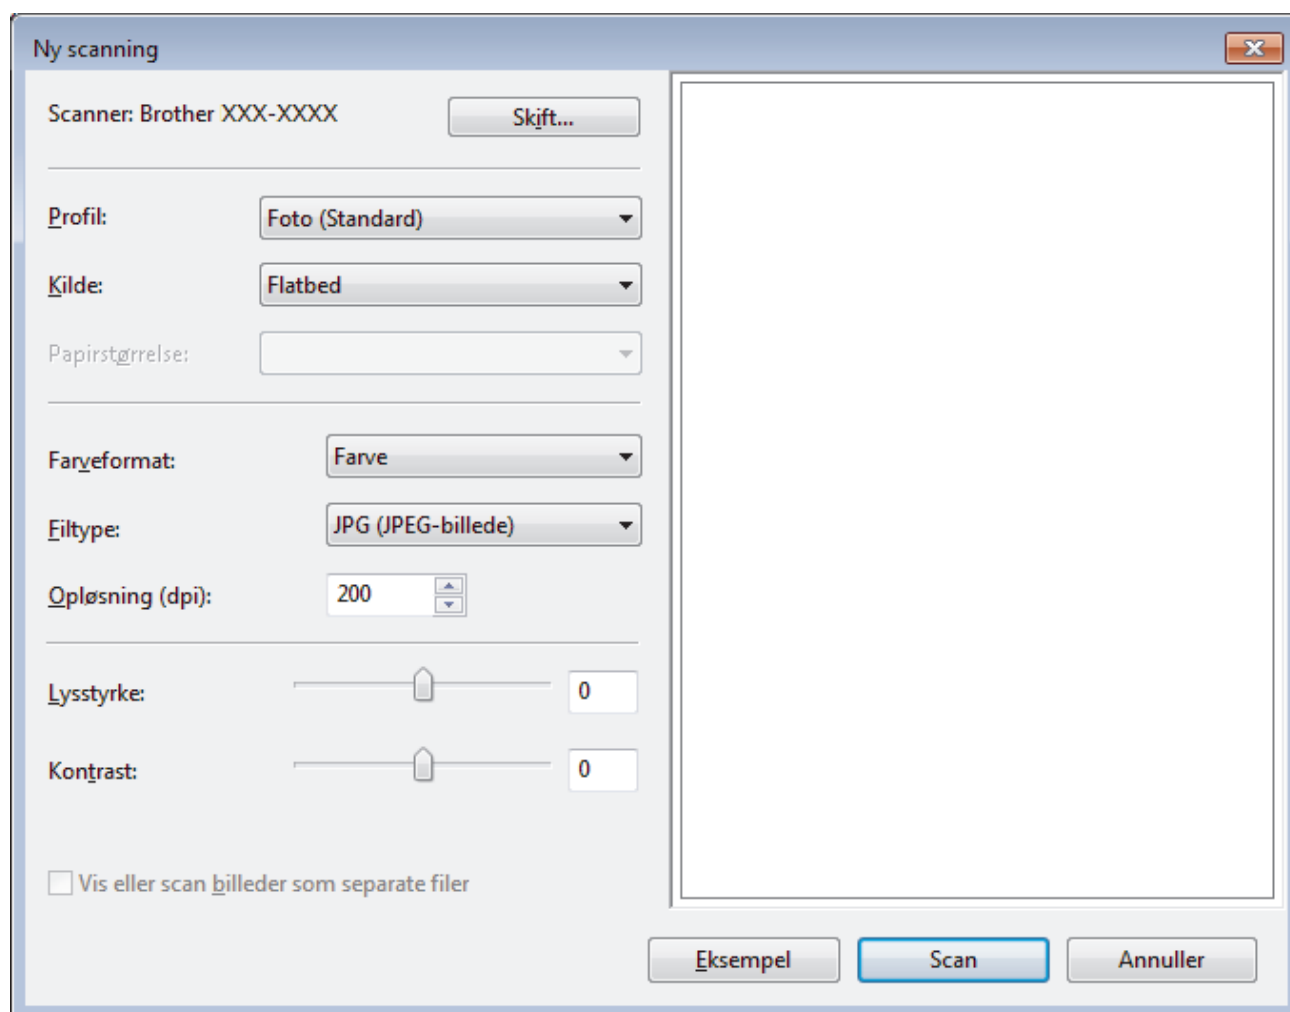 Ny scanning
Scanner: Brother XXX-XXXX
Skift...
Profil:
Foto (Standard)
Kilde:
Flatbed
Papirstørrelse:
Farveformat:
Farve
Filtype:
JPG (JPEG-billede)
Opløsning (dpi):
200
Lysstyrke:
0
Kontrast:
0
Vis eller scan billeder som separate filer
Eksempel
Scan
Annuller